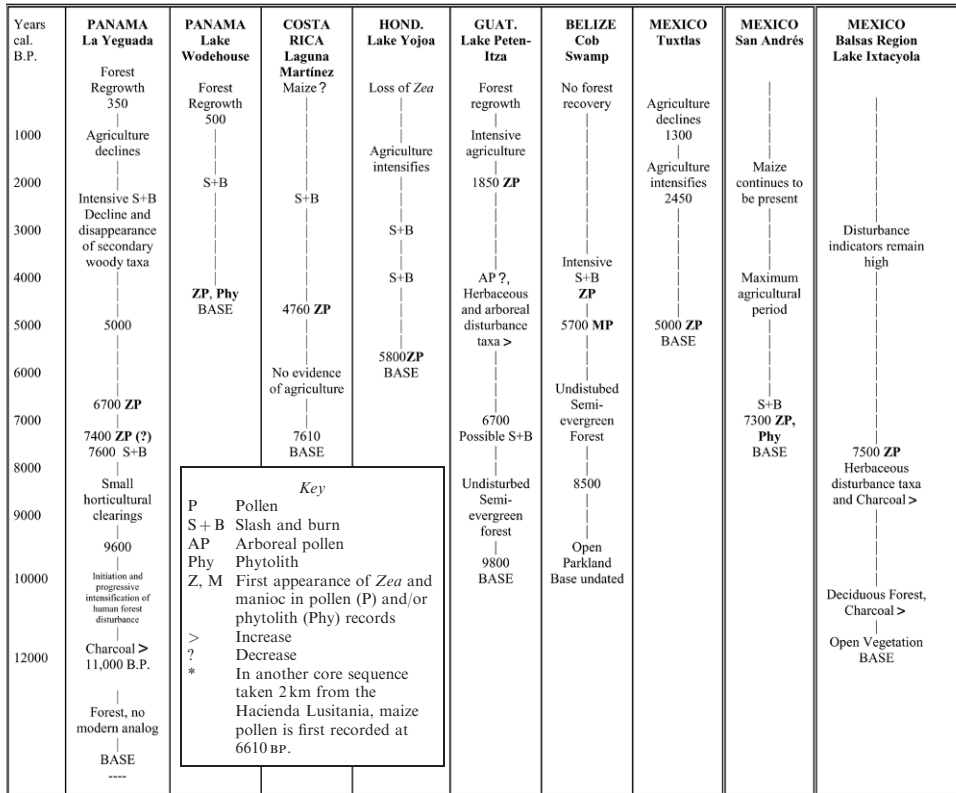 Years
cal.
B.P.
1000
2000
3000
4000
5000
6000
7000
8000
9000
10000
12000
PANAMA
La Yeguada
Forest
Regrowth
350
Agriculture
declines
Intensive S+B
Decline and
disappearance
of secondary
woody taxa
5000
6700 ZP
7400 ZP (?)
7600 S+B
Small
horticultural
clearings
9600
Initiation and
progressive
intensification of
human forest
disturbance
Charcoal >
11,000 B.P.
Forest, no
modern analog
BASE
----
PANAMA
Lake
Wodehouse
Forest
Regrowth
500
S+B
ZP, Phy
BASE
COSTA
RICA
Laguna
Martínez
Maize ?
S+B
4760 ZP
No evidence
of agriculture
7610
BASE
HOND.
Lake Yojoa
Loss of Zea
Agriculture
intensifies
S+B
S+B
5800ZP
BASE
GUAT.
Lake Peten-
Itza
Forest
regrowth
Intensive
agriculture
1850 ZP
AP ?,
Herbaceous
and arboreal
disturbance
taxa >
6700
Possible S+B
Undisturbed
Semi-
evergreen
forest
9800
BASE
BELIZE
Cob
Swamp
No forest
recovery
Intensive
S+B
ZP
5700 MP
Undistubed
Semi-
evergreen
Forest
8500
Open
Parkland
Base undated
MEXICO
Tuxtlas
Agriculture
declines
1300
Agriculture
intensifies
2450
5000 ZP
BASE
MEXICO
San Andrés
Maize
continues to
be present
Maximum
agricultural
period
S+B
7300 ZP,
Phy
BASE
MEXICO
Balsas Region
Lake Ixtacyola
Disturbance
indicators remain
high
7500 ZP
Herbaceous
disturbance taxa
and Charcoal >
Deciduous Forest,
Charcoal >
Open Vegetation
BASE
Key
P Pollen
S + B Slash and burn
AP Arboreal pollen
Phy Phytolith
Z, M First appearance of Zea and
manioc in pollen (P) and/or
phytolith (Phy) records
> Increase
? Decrease
* In another core sequence
taken 2 km from the
Hacienda Lusitania, maize
pollen is first recorded at
6610 BP.